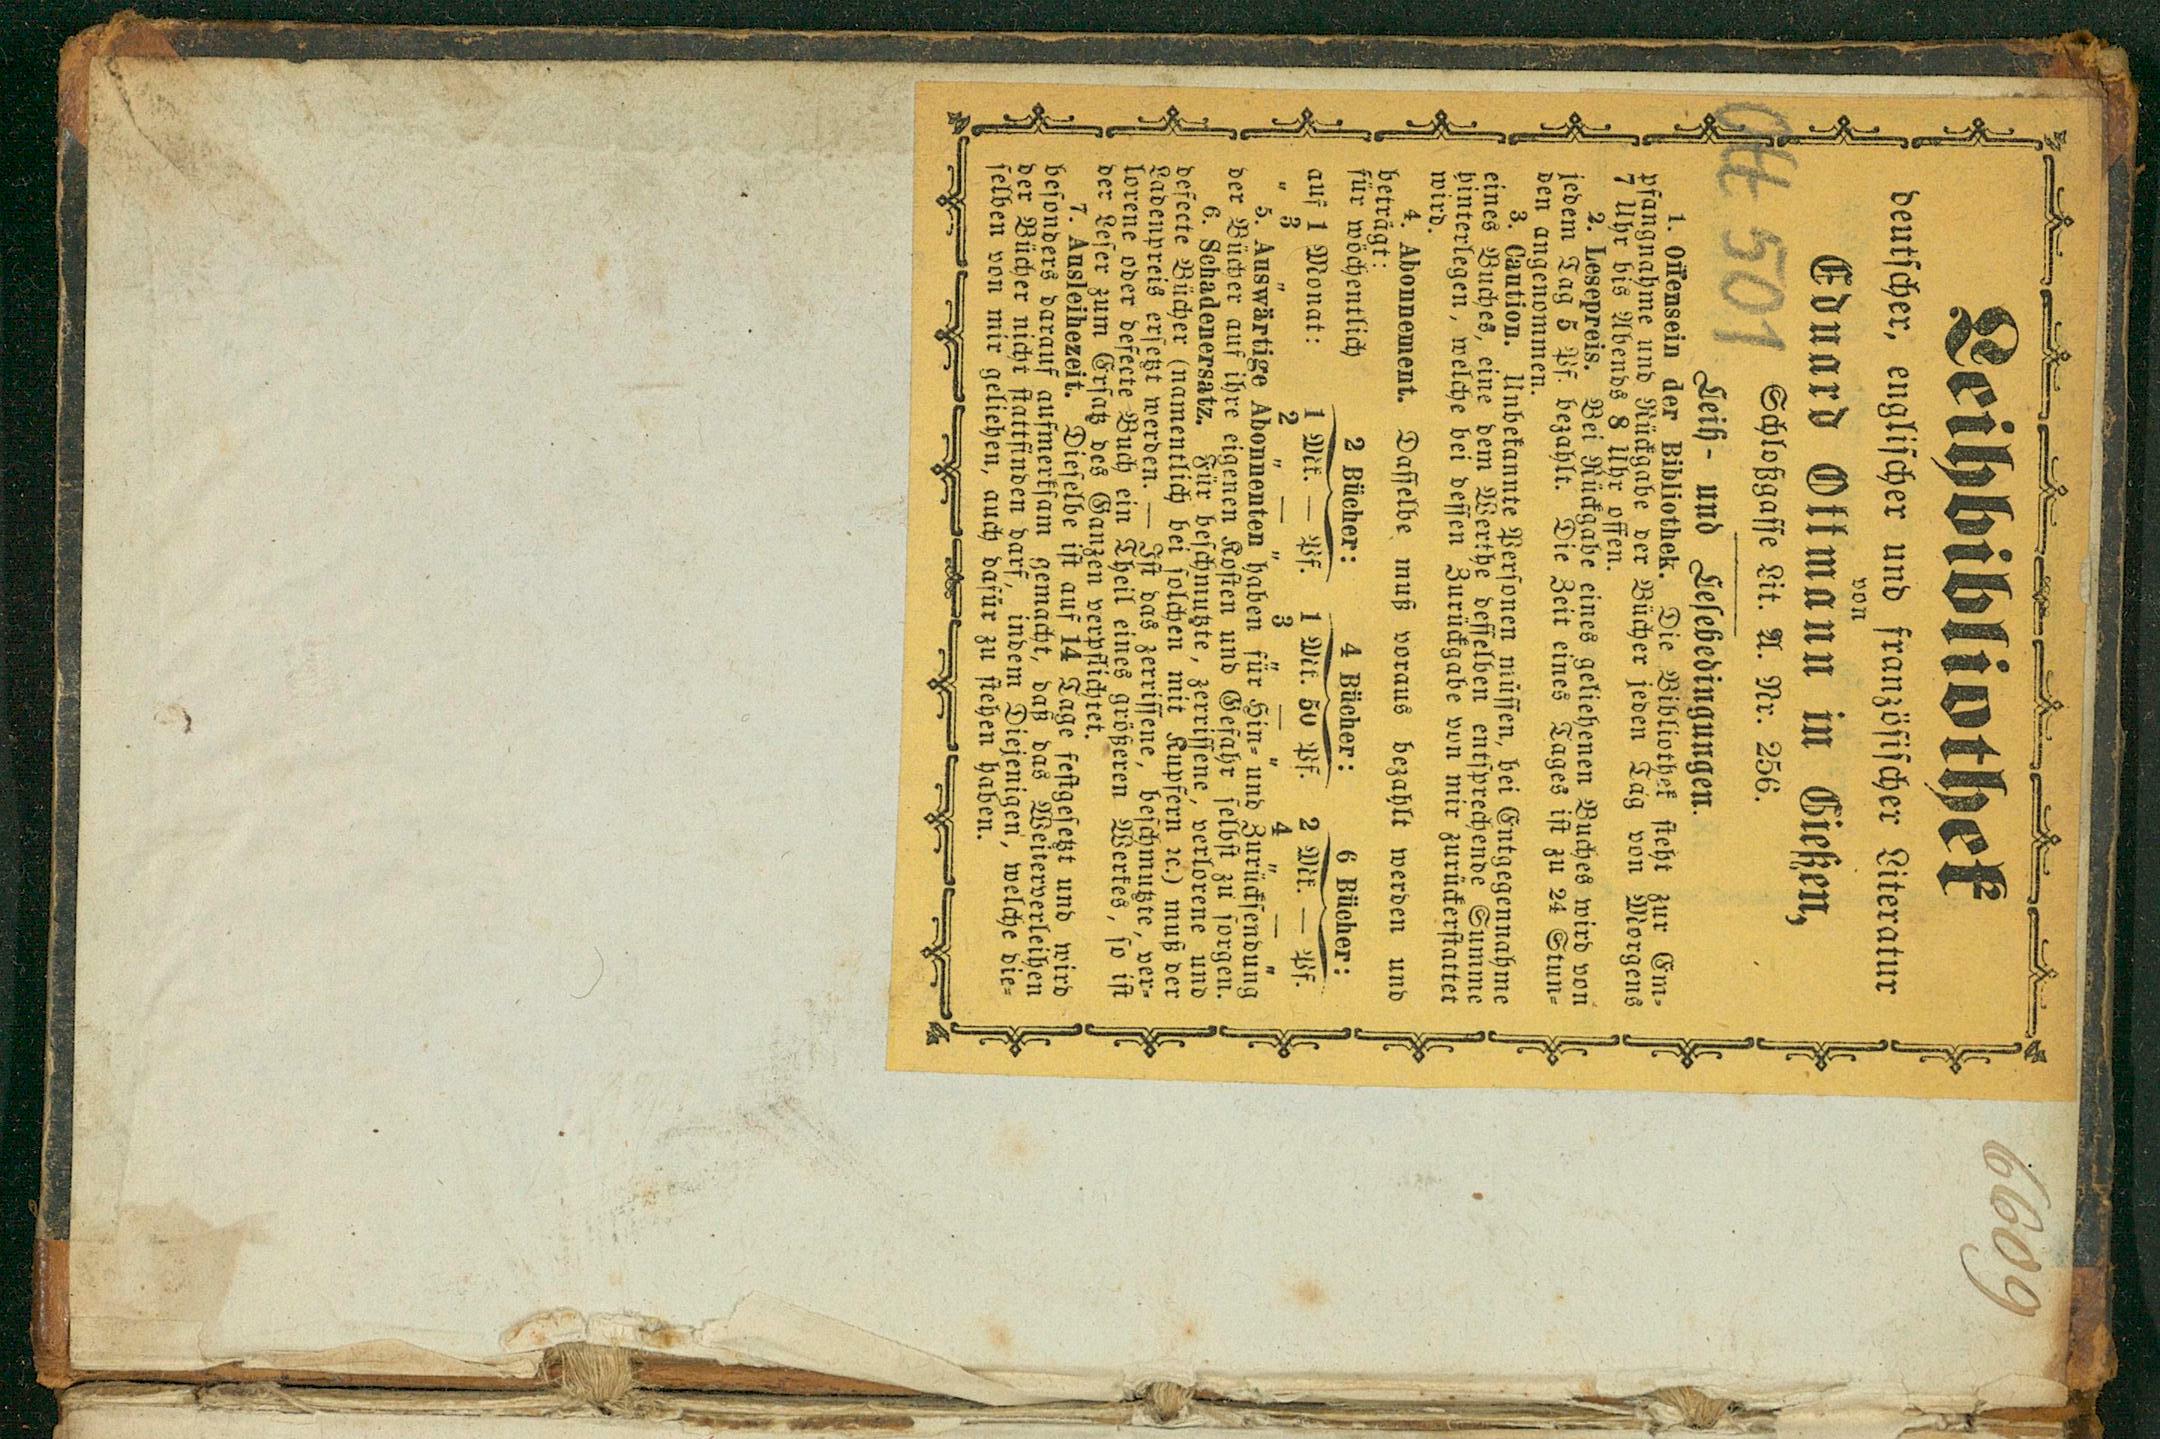 Leihbibliothek
deutscher, englischer und französischer Literatur
von
Eduard Ottmann in Gießen,
Schloßgasse Lit. A. Nr. 256.
Ott 501
Leih- und Lesebedingungen.
1. Offensein der Bibliothek. Die Bibliothek steht zur Em-
pfangnahme und Rückgabe der Bücher jeden Tag von Morgens
7 Uhr bis Abends 8 Uhr offen.
2. Lesepreis. Bei Rückgabe eines geliehenen Buches wird von
jedem Tag 5 Pf. bezahlt. Die Zeit eines Tages ist zu 24 Stun-
den angenommen.
3. Caution. Unbekannte Personen müssen, bei Entgegennahme
eines Buches, eine dem Werthe desselben entsprechende Summe
hinterlegen, welche bei dessen Zurückgabe von mir zurückerstattet
wird.
4. Abonnement. Dasselbe muß voraus bezahlt werden und
beträgt:
für wöchentlich 2 Bücher: 4 Bücher: 6 Bücher:
auf 1 Monat: 1 Mk. — Pf. 1 Mk. 50 Pf. 2 Mk. — Pf.
" 3 " 2 " — " 3 " — " 4 " — "
5. Auswärtige Abonnenten haben für Hin- und Zurücksendung
der Bücher auf ihre eigenen Kosten und Gefahr selbst zu sorgen.
6. Schadenersatz. Für beschmutzte, zerrissene, verlorene und
defecte Bücher (namentlich bei solchen mit Kupfern ꝛc.) muß der
Ladenpreis ersetzt werden. — Ist das zerrissene, beschmutzte, ver-
lorene oder defecte Buch ein Theil eines größeren Werkes, so ist
der Leser zum Ersatz des Ganzen verpflichtet.
7. Ausleihezeit. Dieselbe ist auf 14 Tage festgesetzt und wird
besonders darauf aufmerksam gemacht, daß das Weiterverleihen
der Bücher nicht stattfinden darf, indem Diejenigen, welche die-
selben von mir geliehen, auch dafür zu stehen haben.
6609